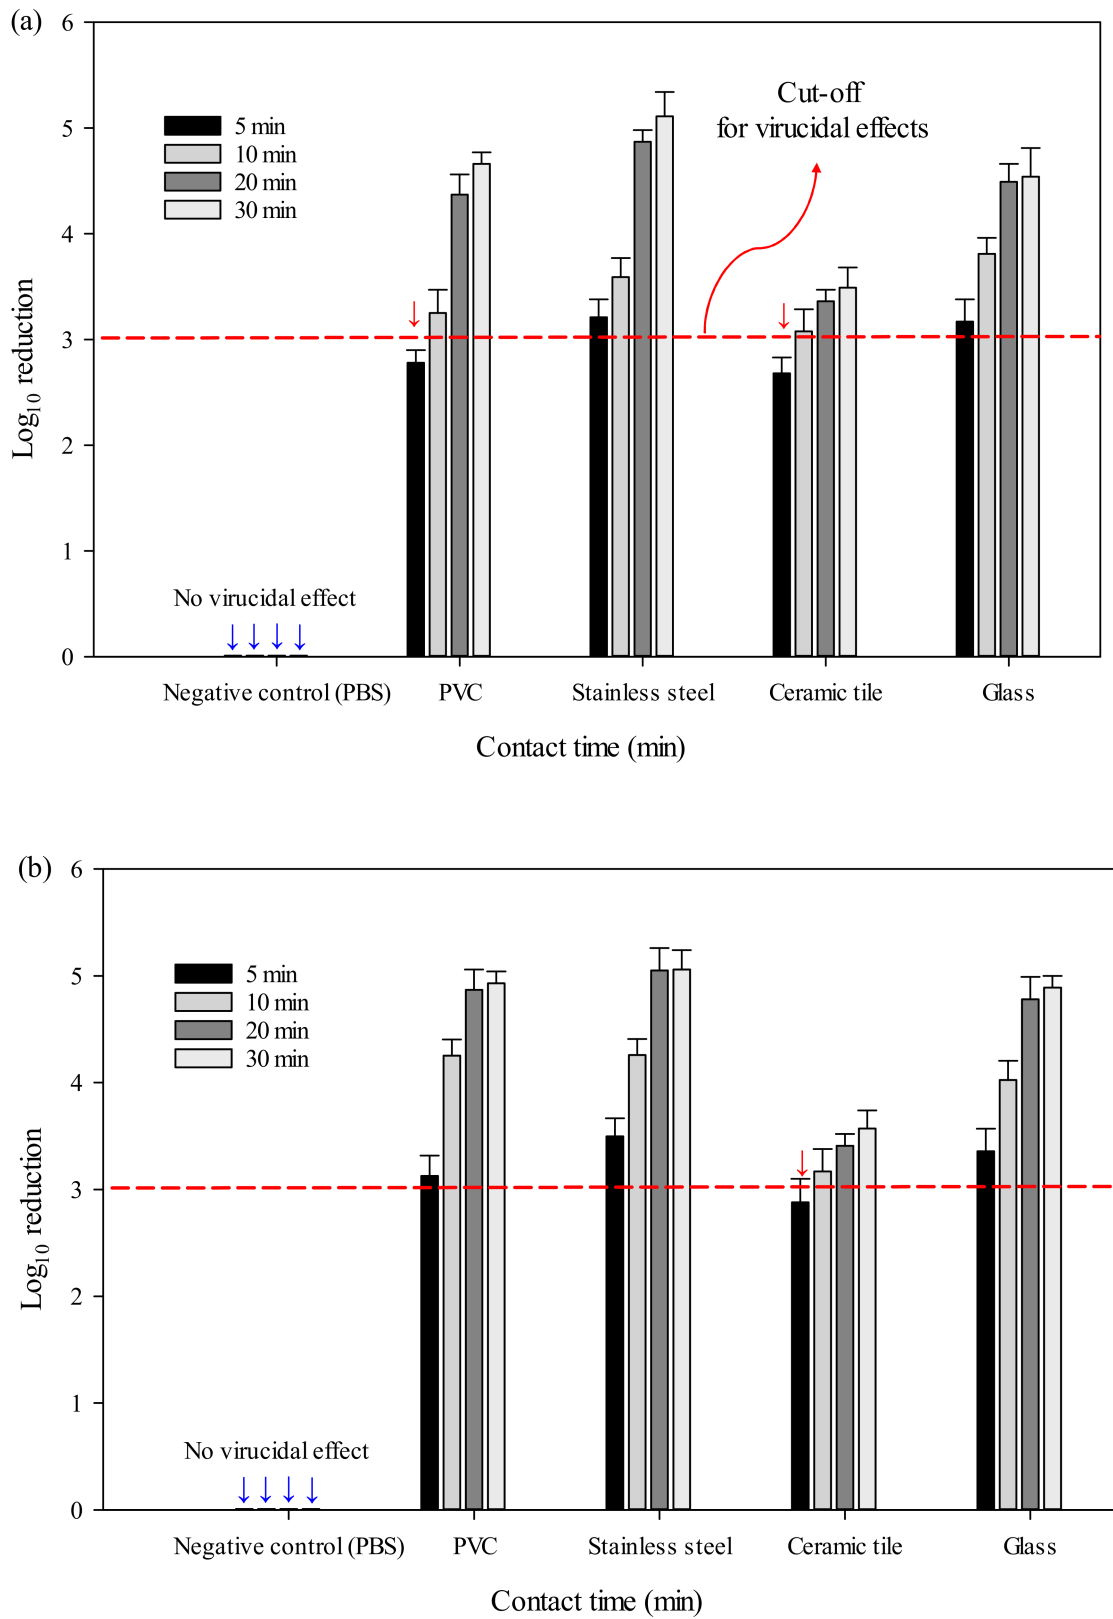 (a)
6
5
4
3
2
1
0
Log10 reduction
5 min
10 min
20 min
30 min
Cut-off
for virucidal effects
No virucidal effect
Negative control (PBS)
PVC
Stainless steel
Ceramic tile
Glass
Contact time (min)
(b)
6
5
4
3
2
1
0
Log10 reduction
5 min
10 min
20 min
30 min
No virucidal effect
Negative control (PBS)
PVC
Stainless steel
Ceramic tile
Glass
Contact time (min)